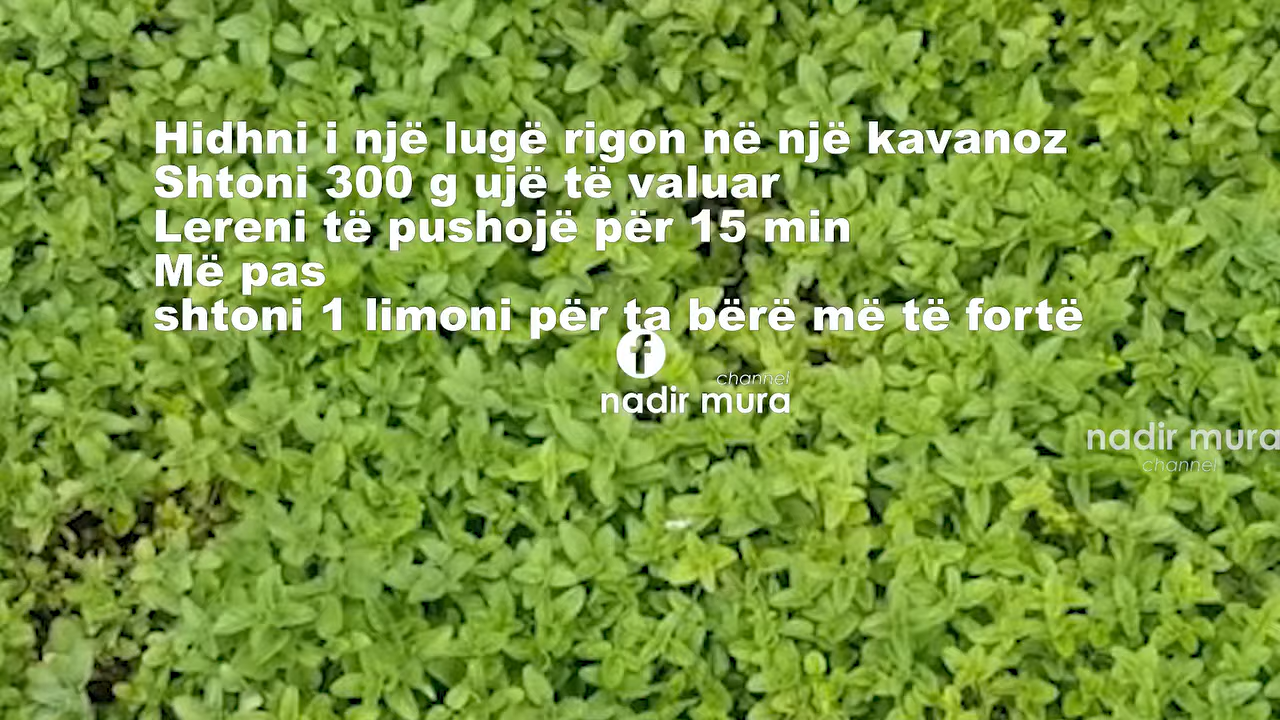 Hidhni i një lugë rigon në një kavanoz
Shtoni 300 g ujë të valuar
Lereni të pushojë për 15 min
Më pas
shtoni 1 limoni për ta bërë më të fortë
f
channel
nadir mura
nadir mura
channel